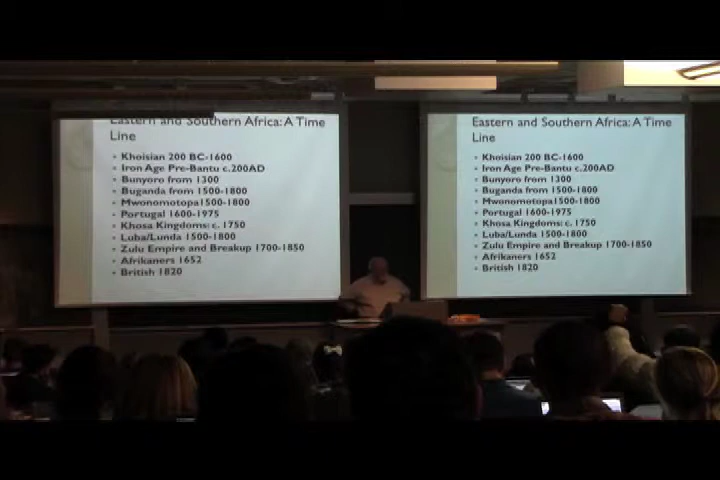 Eastern and Southern Africa: A Time
Line
Khoisian 200 BC-1600
Iron Age Pre-Bantu c.200AD
Bunyoro from 1300
Buganda from 1500-1800
Mwonomotopa1500-1800
Portugal 1600-1975
Khosa Kingdoms: c. 1750
Luba/Lunda 1500-1800
Zulu Empire and Breakup 1700-1850
Afrikaners 1652
British 1820
Eastern and Southern Africa: A Time
Line
Khoisian 200 BC-1600
Iron Age Pre-Bantu c.200AD
Bunyoro from 1300
Buganda from 1500-1800
Mwonomotopa1500-1800
Portugal 1600-1975
Khosa Kingdoms: c. 1750
Luba/Lunda 1500-1800
Zulu Empire and Breakup 1700-1850
Afrikaners 1652
British 1820